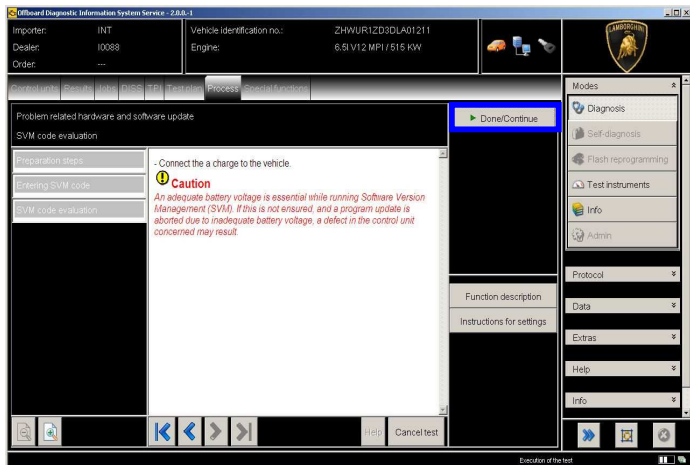 Offboard Diagnostic Information System Service - 2.0.0.-1
Importer: INT Vehicle identification no.: ZHWUR1ZD3DLA01211
Dealer: I0088 Engine: 6.5l V12 MPI / 515 KW
Order: ---
LAMBORGHINI
Control units Results Jobs DISS TPI Test plan Process Special functions
Problem related hardware and software update
SVM code evaluation
Done/Continue
Preparation steps
Entering SVM code
SVM code evaluation
- Connect the a charge to the vehicle.
Caution
An adequate battery voltage is essential while running Software Version
Management (SVM). If this is not ensured, and a program update is
aborted due to inadequate battery voltage, a defect in the control unit
concerned may result.
Function description
Instructions for settings
Help Cancel test
Modes
Diagnosis
Self-diagnosis
Flash reprogramming
Test instruments
Info
Admin
Protocol
Data
Extras
Help
Info
Execution of the test